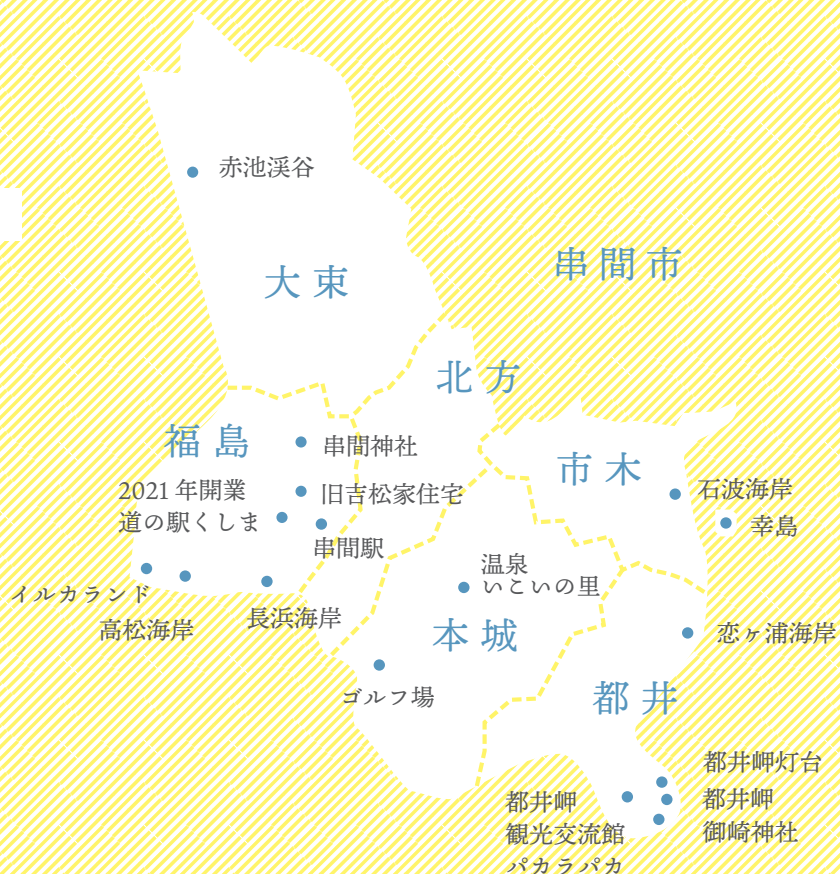 赤池渓谷
串間市
大束
北方
福島
串間神社
市木
2021 年開業
道の駅くしま
旧吉松家住宅
石波海岸
幸島
串間駅
温泉
いこいの里
イルカランド
高松海岸
長浜海岸
本城
恋ヶ浦海岸
ゴルフ場
都井
都井岬灯台
都井岬
御崎神社
都井岬
観光交流館
パカラパカ